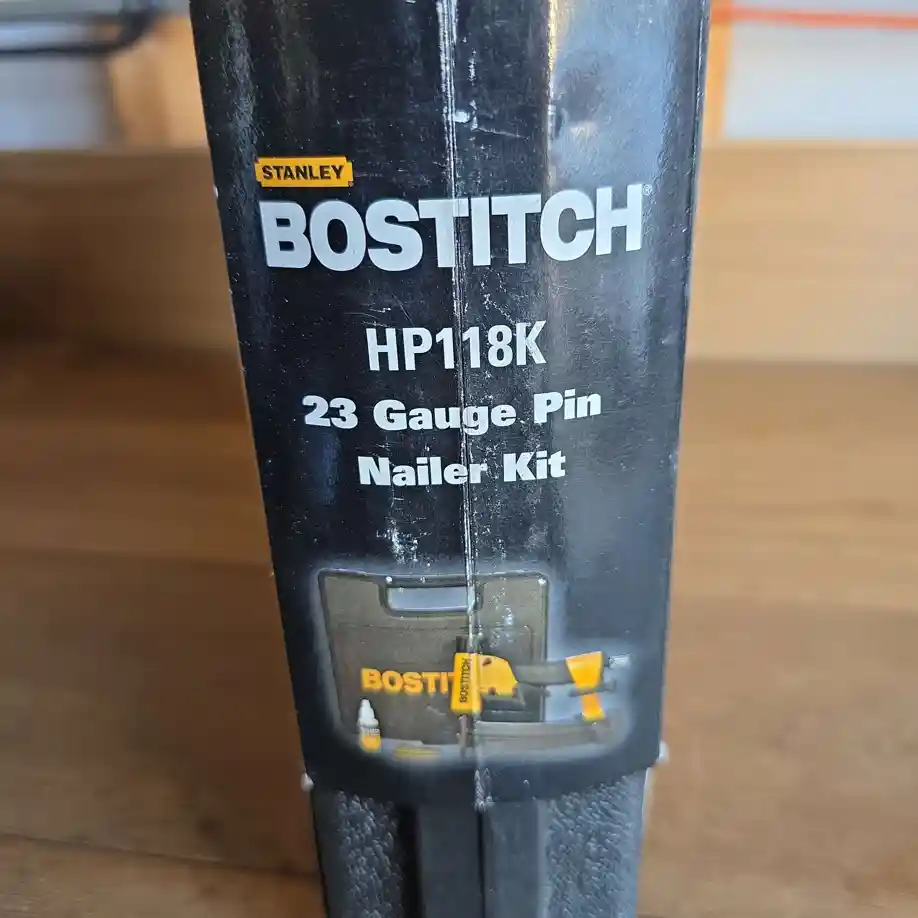 STANLEY
BOSTITCH®
HP118K
23 Gauge Pin
Nailer Kit
BOSTITCH